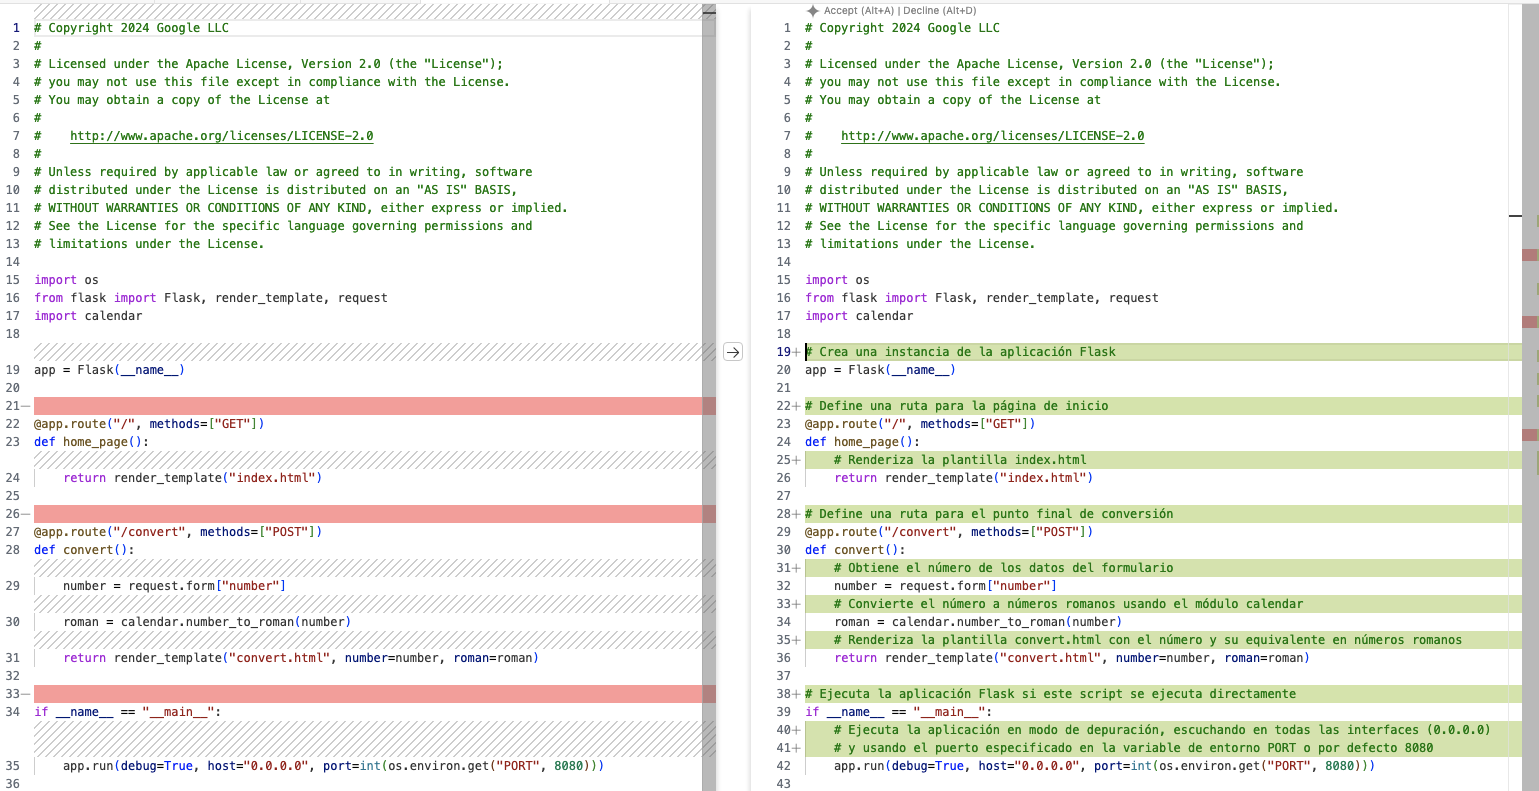 1 # Copyright 2024 Google LLC
2 #
3 # Licensed under the Apache License, Version 2.0 (the "License");
4 # you may not use this file except in compliance with the License.
5 # You may obtain a copy of the License at
6 #
7 #    http://www.apache.org/licenses/LICENSE-2.0
8 #
9 # Unless required by applicable law or agreed to in writing, software
10 # distributed under the License is distributed on an "AS IS" BASIS,
11 # WITHOUT WARRANTIES OR CONDITIONS OF ANY KIND, either express or implied.
12 # See the License for the specific language governing permissions and
13 # limitations under the License.
14
15 import os
16 from flask import Flask, render_template, request
17 import calendar
18
19 app = Flask(__name__)
20
21—
22 @app.route("/", methods=["GET"])
23 def home_page():
24     return render_template("index.html")
25
26—
27 @app.route("/convert", methods=["POST"])
28 def convert():
29     number = request.form["number"]
30     roman = calendar.number_to_roman(number)
31     return render_template("convert.html", number=number, roman=roman)
32
33—
34 if __name__ == "__main__":
35     app.run(debug=True, host="0.0.0.0", port=int(os.environ.get("PORT", 8080)))
36
Accept (Alt+A) | Decline (Alt+D)
1 # Copyright 2024 Google LLC
2 #
3 # Licensed under the Apache License, Version 2.0 (the "License");
4 # you may not use this file except in compliance with the License.
5 # You may obtain a copy of the License at
6 #
7 #    http://www.apache.org/licenses/LICENSE-2.0
8 #
9 # Unless required by applicable law or agreed to in writing, software
10 # distributed under the License is distributed on an "AS IS" BASIS,
11 # WITHOUT WARRANTIES OR CONDITIONS OF ANY KIND, either express or implied.
12 # See the License for the specific language governing permissions and
13 # limitations under the License.
14
15 import os
16 from flask import Flask, render_template, request
17 import calendar
18
19+ # Crea una instancia de la aplicación Flask
20 app = Flask(__name__)
21
22+ # Define una ruta para la página de inicio
23 @app.route("/", methods=["GET"])
24 def home_page():
25+     # Renderiza la plantilla index.html
26     return render_template("index.html")
27
28+ # Define una ruta para el punto final de conversión
29 @app.route("/convert", methods=["POST"])
30 def convert():
31+     # Obtiene el número de los datos del formulario
32     number = request.form["number"]
33+     # Convierte el número a números romanos usando el módulo calendar
34     roman = calendar.number_to_roman(number)
35+     # Renderiza la plantilla convert.html con el número y su equivalente en números romanos
36     return render_template("convert.html", number=number, roman=roman)
37
38+ # Ejecuta la aplicación Flask si este script se ejecuta directamente
39 if __name__ == "__main__":
40+     # Ejecuta la aplicación en modo de depuración, escuchando en todas las interfaces (0.0.0.0)
41+     # y usando el puerto especificado en la variable de entorno PORT o por defecto 8080
42     app.run(debug=True, host="0.0.0.0", port=int(os.environ.get("PORT", 8080)))
43